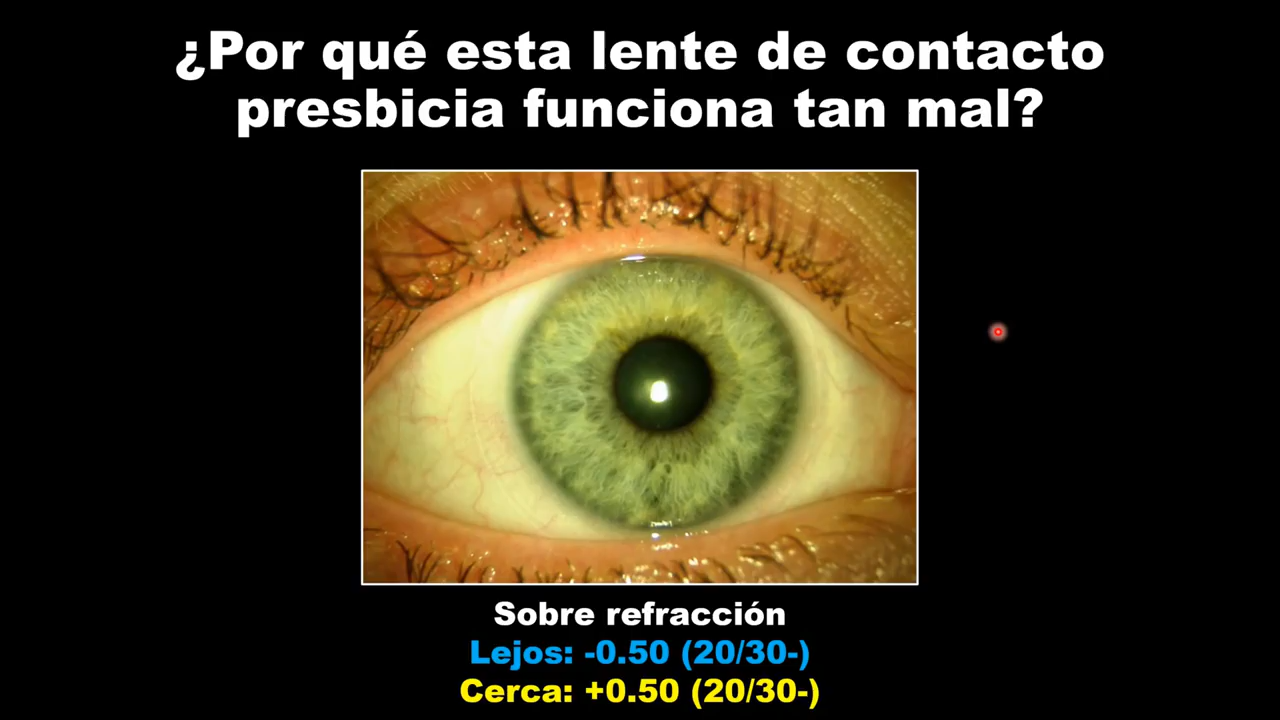 ¿Por qué esta lente de contacto
presbicia funciona tan mal?
Sobre refracción
Lejos: -0.50 (20/30-)
Cerca: +0.50 (20/30-)